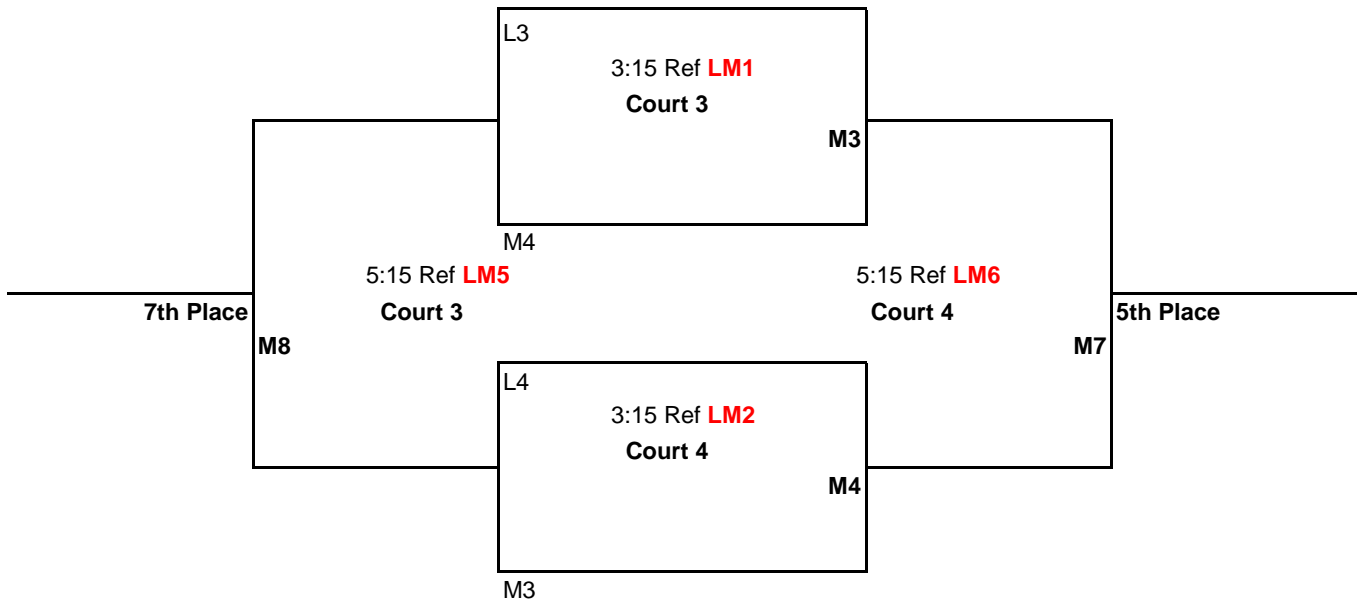 L3
3:15 Ref LM1
Court 3
M3
M4
5:15 Ref LM5
5:15 Ref LM6
7th Place
Court 3
Court 4
5th Place
M8
M7
L4
3:15 Ref LM2
Court 4
M4
M3